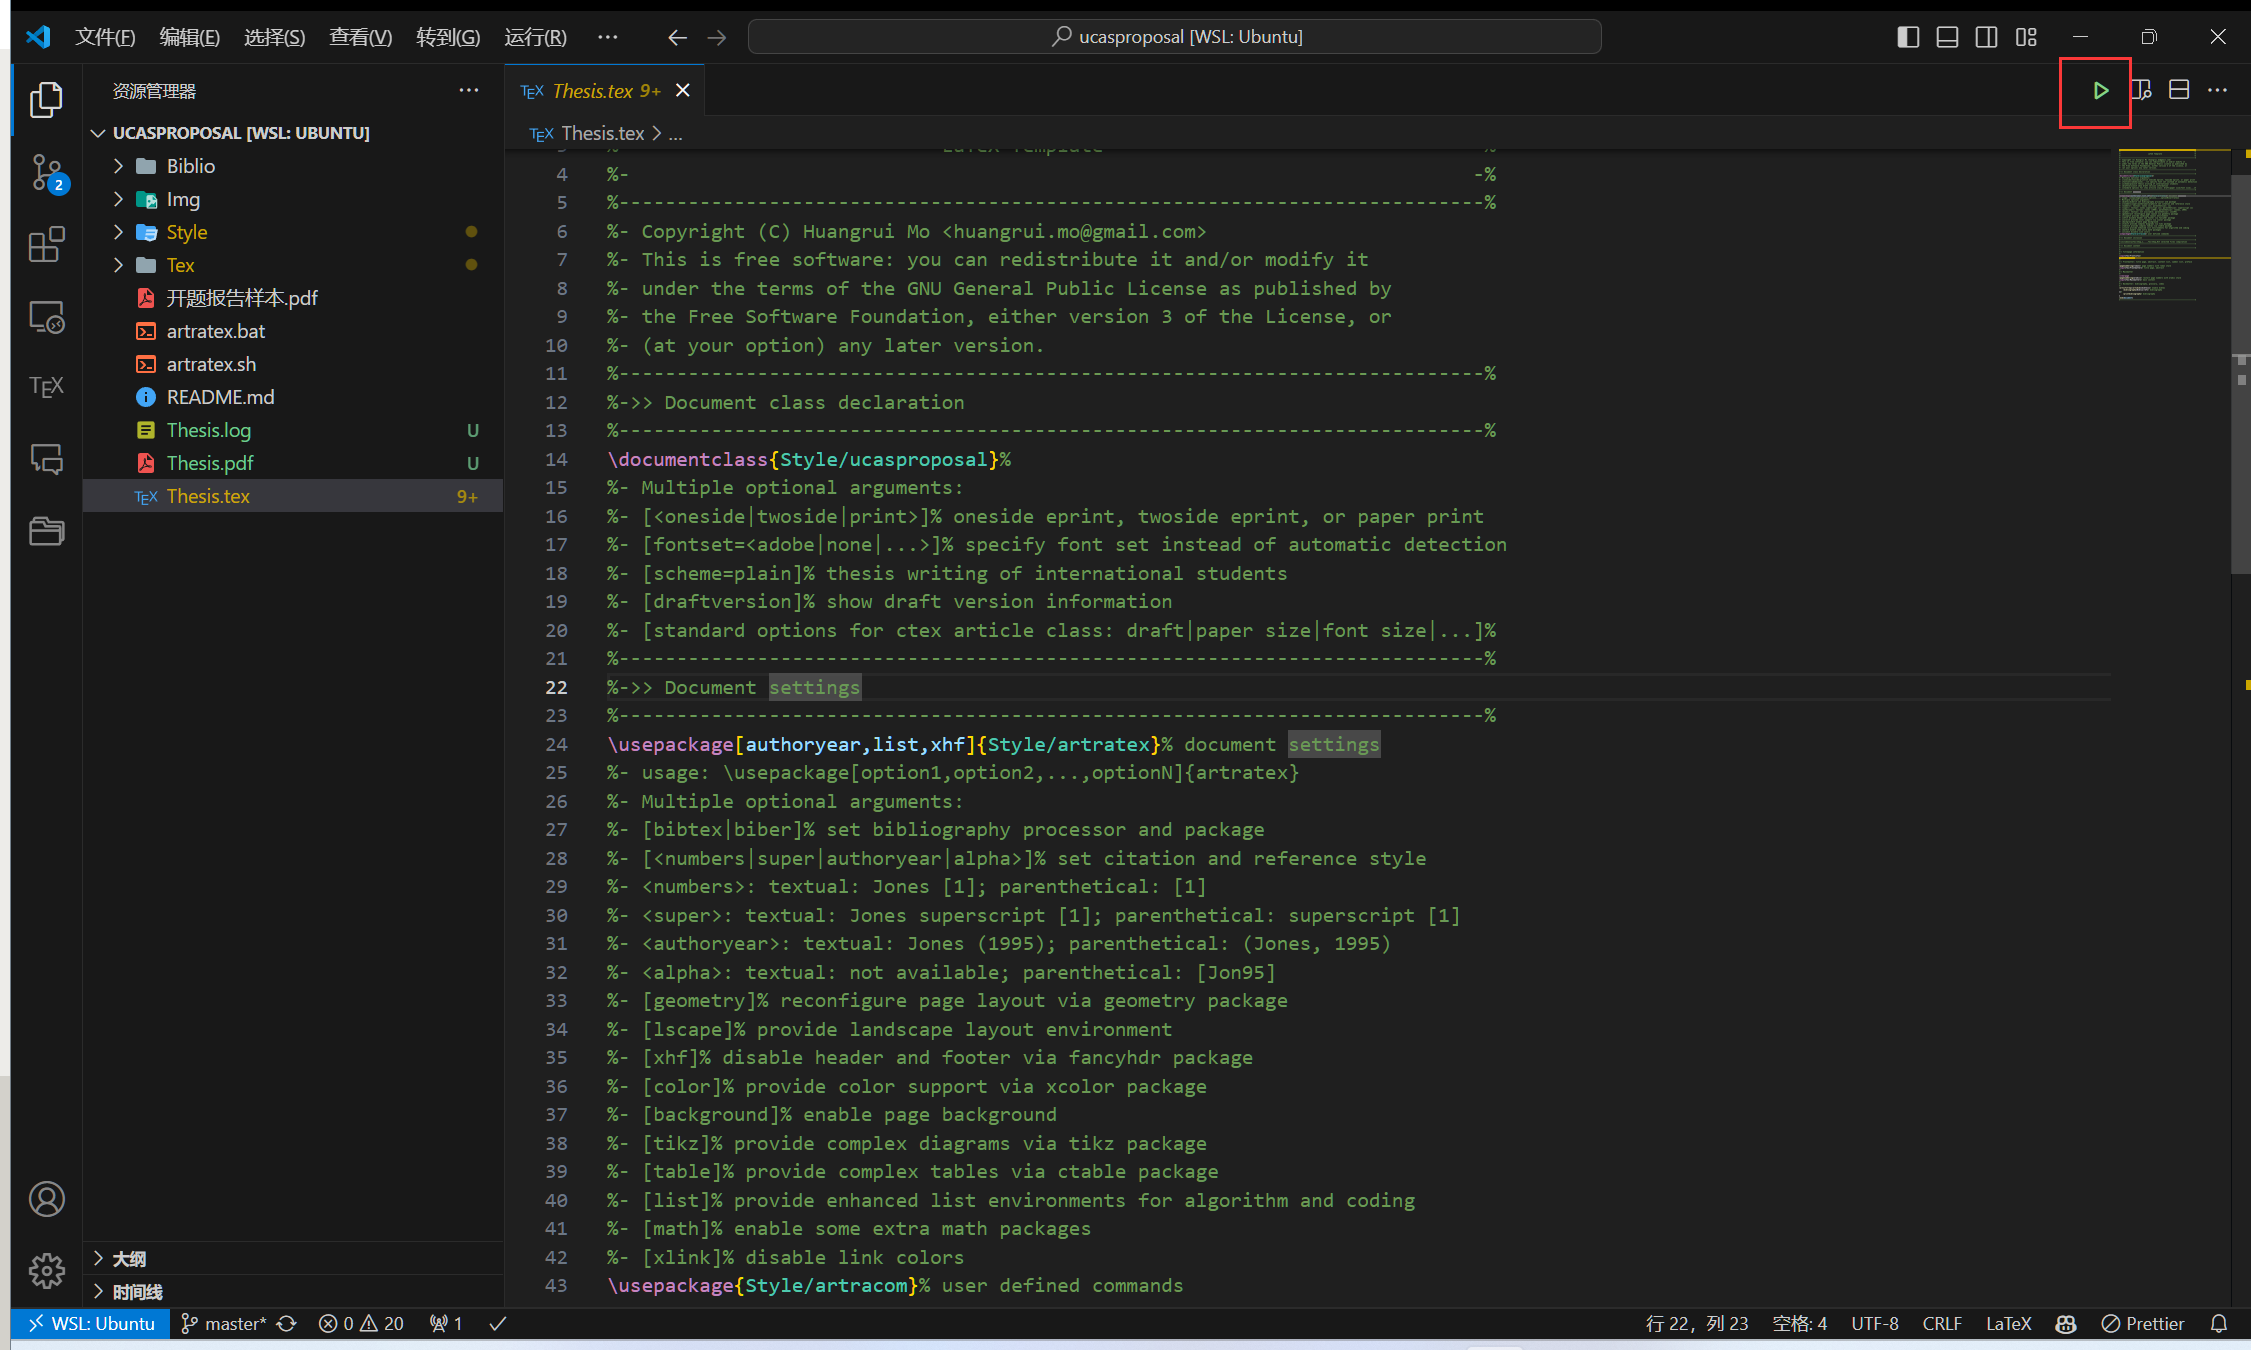 文件(F) 编辑(E) 选择(S) 查看(V) 转到(G) 运行(R) ···
ucasproposal [WSL: Ubuntu]
资源管理器
UCASPROPOSAL [WSL: UBUNTU]
Biblio
Img
Style
Tex
开题报告样本.pdf
artratex.bat
artratex.sh
README.md
Thesis.log U
Thesis.pdf U
TEX Thesis.tex 9+
大纲
时间线
2
TEX
TEX Thesis.tex 9+
TEX Thesis.tex > ...
4 %- -%
5 %---------------------------------------------------------------------------%
6 %- Copyright (C) Huangrui Mo <huangrui.mo@gmail.com>
7 %- This is free software: you can redistribute it and/or modify it
8 %- under the terms of the GNU General Public License as published by
9 %- the Free Software Foundation, either version 3 of the License, or
10 %- (at your option) any later version.
11 %---------------------------------------------------------------------------%
12 %->> Document class declaration
13 %---------------------------------------------------------------------------%
14 \documentclass{Style/ucasproposal}%
15 %- Multiple optional arguments:
16 %- [<oneside|twoside|print>]% oneside eprint, twoside eprint, or paper print
17 %- [fontset=<adobe|none|...>]% specify font set instead of automatic detection
18 %- [scheme=plain]% thesis writing of international students
19 %- [draftversion]% show draft version information
20 %- [standard options for ctex article class: draft|paper size|font size|...]%
21 %---------------------------------------------------------------------------%
22 %->> Document settings
23 %---------------------------------------------------------------------------%
24 \usepackage[authoryear,list,xhf]{Style/artratex}% document settings
25 %- usage: \usepackage[option1,option2,...,optionN]{artratex}
26 %- Multiple optional arguments:
27 %- [bibtex|biber]% set bibliography processor and package
28 %- [<numbers|super|authoryear|alpha>]% set citation and reference style
29 %- <numbers>: textual: Jones [1]; parenthetical: [1]
30 %- <super>: textual: Jones superscript [1]; parenthetical: superscript [1]
31 %- <authoryear>: textual: Jones (1995); parenthetical: (Jones, 1995)
32 %- <alpha>: textual: not available; parenthetical: [Jon95]
33 %- [geometry]% reconfigure page layout via geometry package
34 %- [lscape]% provide landscape layout environment
35 %- [xhf]% disable header and footer via fancyhdr package
36 %- [color]% provide color support via xcolor package
37 %- [background]% enable page background
38 %- [tikz]% provide complex diagrams via tikz package
39 %- [table]% provide complex tables via ctable package
40 %- [list]% provide enhanced list environments for algorithm and coding
41 %- [math]% enable some extra math packages
42 %- [xlink]% disable link colors
43 \usepackage{Style/artracom}% user defined commands
WSL: Ubuntu master* 0 20 1 行 22，列 23 空格: 4 UTF-8 CRLF LaTeX Prettier